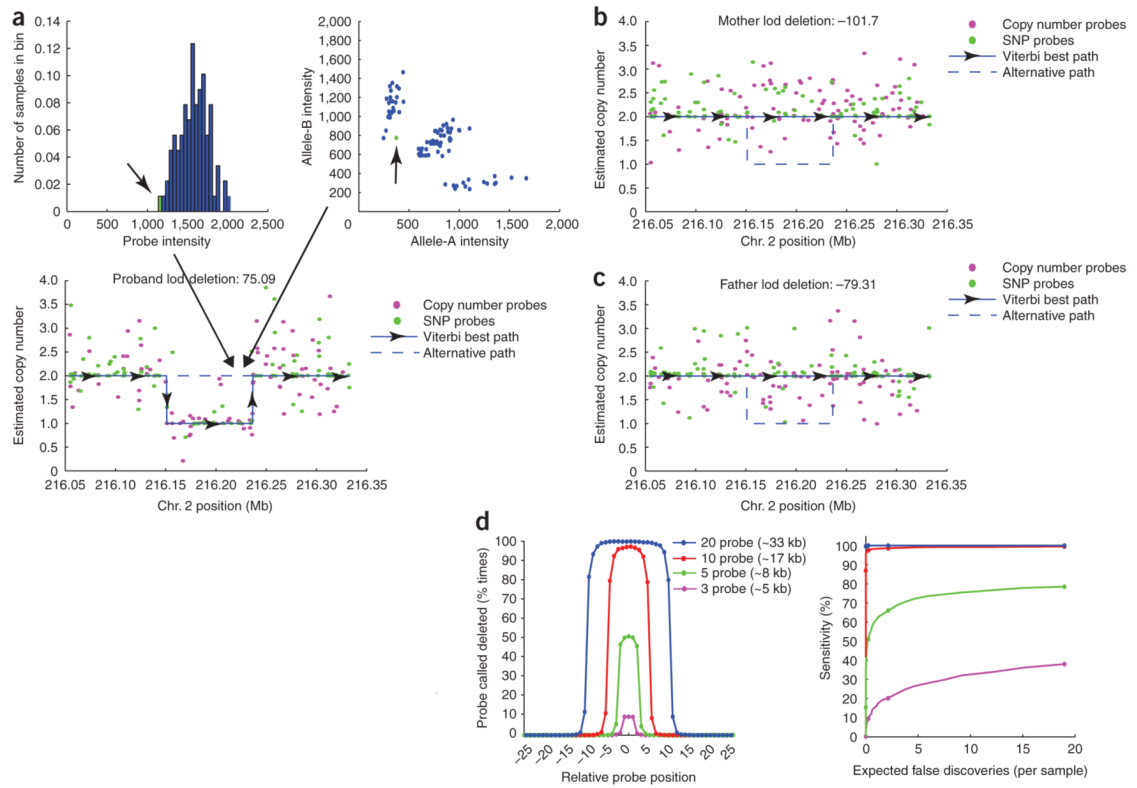 a
Number of samples in bin
0.14
0.12
0.10
0.08
0.06
0.04
0.02
0
0 500 1,000 1,500 2,000 2,500
Probe intensity
Allele-B intensity
2,000
1,800
1,600
1,400
1,200
1,000
800
600
400
200
0 500 1,000 1,500 2,000
Allele-A intensity
Proband lod deletion: 75.09
Estimated copy number
4.0
3.5
3.0
2.5
2.0
1.5
1.0
0.5
0
216.05 216.10 216.15 216.20 216.25 216.30 216.35
Chr. 2 position (Mb)
Copy number probes
SNP probes
Viterbi best path
Alternative path
b
Mother lod deletion: –101.7
Estimated copy number
4.0
3.5
3.0
2.5
2.0
1.5
1.0
0.5
0
216.05 216.10 216.15 216.20 216.25 216.30 216.35
Chr. 2 position (Mb)
Copy number probes
SNP probes
Viterbi best path
Alternative path
c
Father lod deletion: –79.31
Estimated copy number
4.0
3.5
3.0
2.5
2.0
1.5
1.0
0.5
0
216.05 216.10 216.15 216.20 216.25 216.30 216.35
Chr. 2 position (Mb)
Copy number probes
SNP probes
Viterbi best path
Alternative path
d
Probe called deleted (% times)
100
90
80
70
60
50
40
30
20
10
0
–25 –20 –15 –10 –5 0 5 10 15 20 25
Relative probe position
20 probe (~33 kb)
10 probe (~17 kb)
5 probe (~8 kb)
3 probe (~5 kb)
Sensitivity (%)
100
90
80
70
60
50
40
30
20
10
0
0 5 10 15 20
Expected false discoveries (per sample)